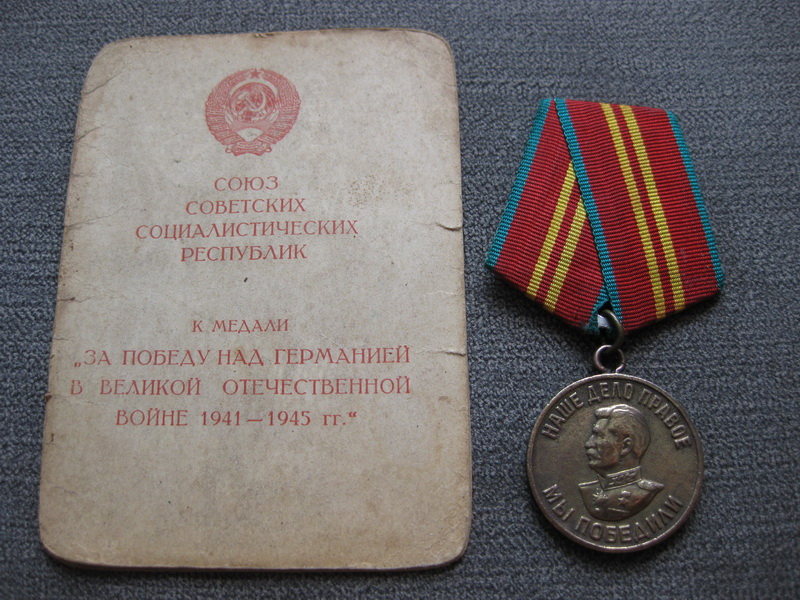 СОЮЗ
СОВЕТСКИХ
СОЦИАЛИСТИЧЕСКИХ
РЕСПУБЛИК
К МЕДАЛИ
„ЗА ПОБЕДУ НАД ГЕРМАНИЕЙ
В ВЕЛИКОЙ ОТЕЧЕСТВЕННОЙ
ВОЙНЕ 1941—1945 гг.“
НАШЕ ДЕЛО ПРАВОЕ
МЫ ПОБЕДИЛИ